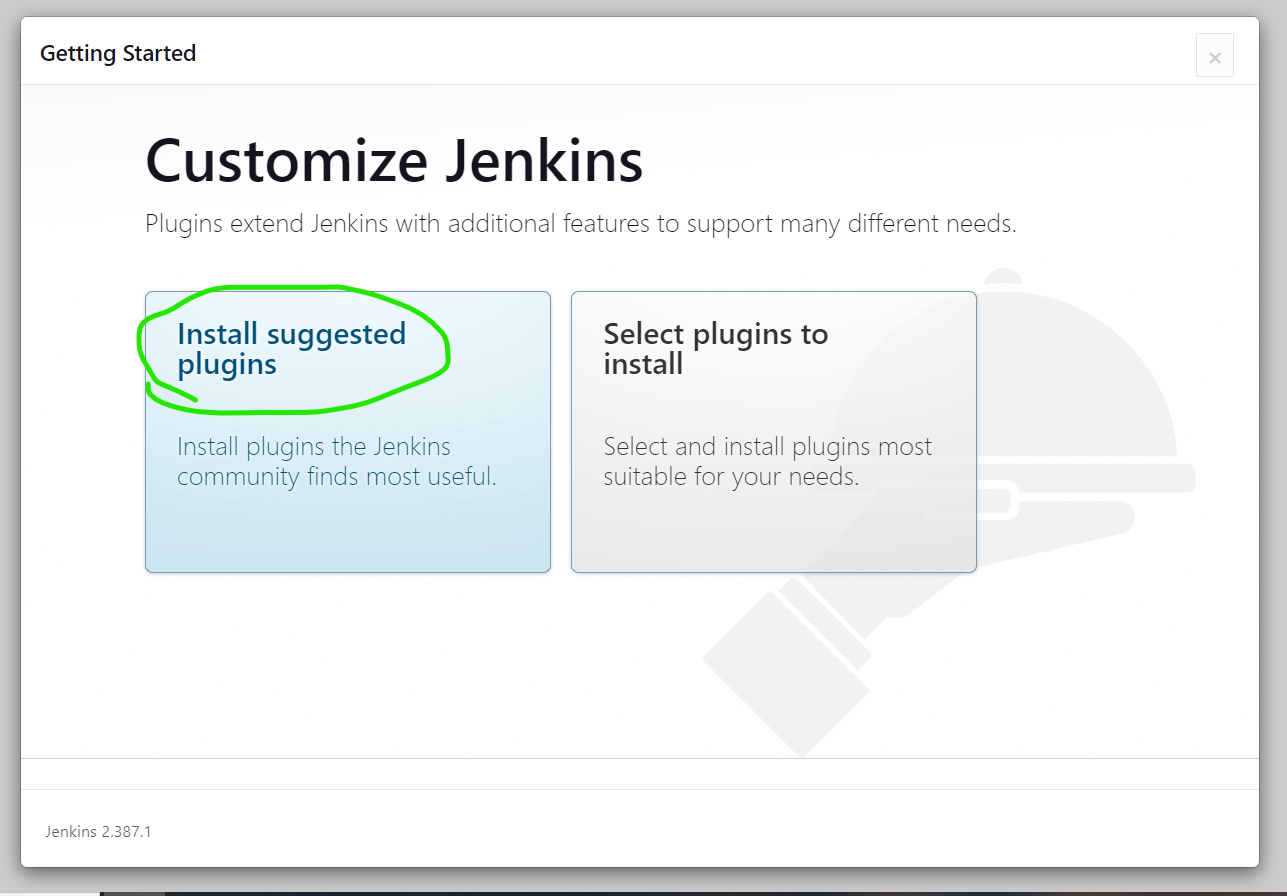 Getting Started
×
Customize Jenkins
Plugins extend Jenkins with additional features to support many different needs.
Install suggested
plugins
Install plugins the Jenkins
community finds most useful.
Select plugins to
install
Select and install plugins most
suitable for your needs.
Jenkins 2.387.1